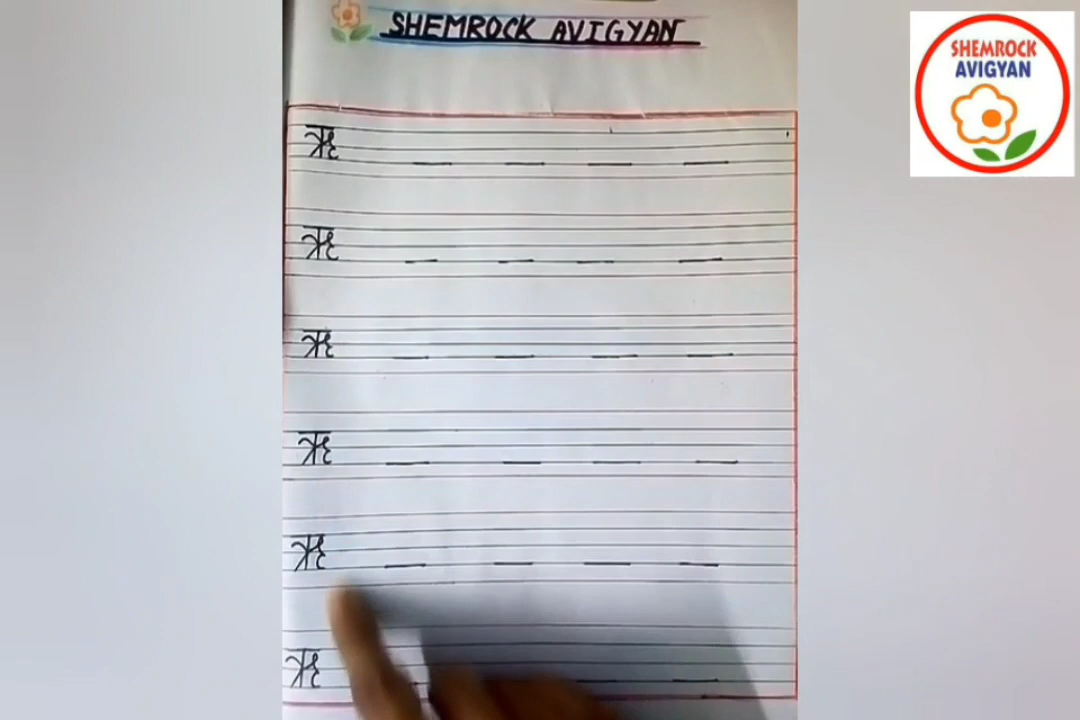 SHEMROCK AVIGYAN
SHEMROCK
AVIGYAN
ऋ _ _ _ _
ऋ _ _ _ _
ऋ _ _ _ _
ऋ _ _ _ _
ऋ _ _ _ _
ऋ _ _